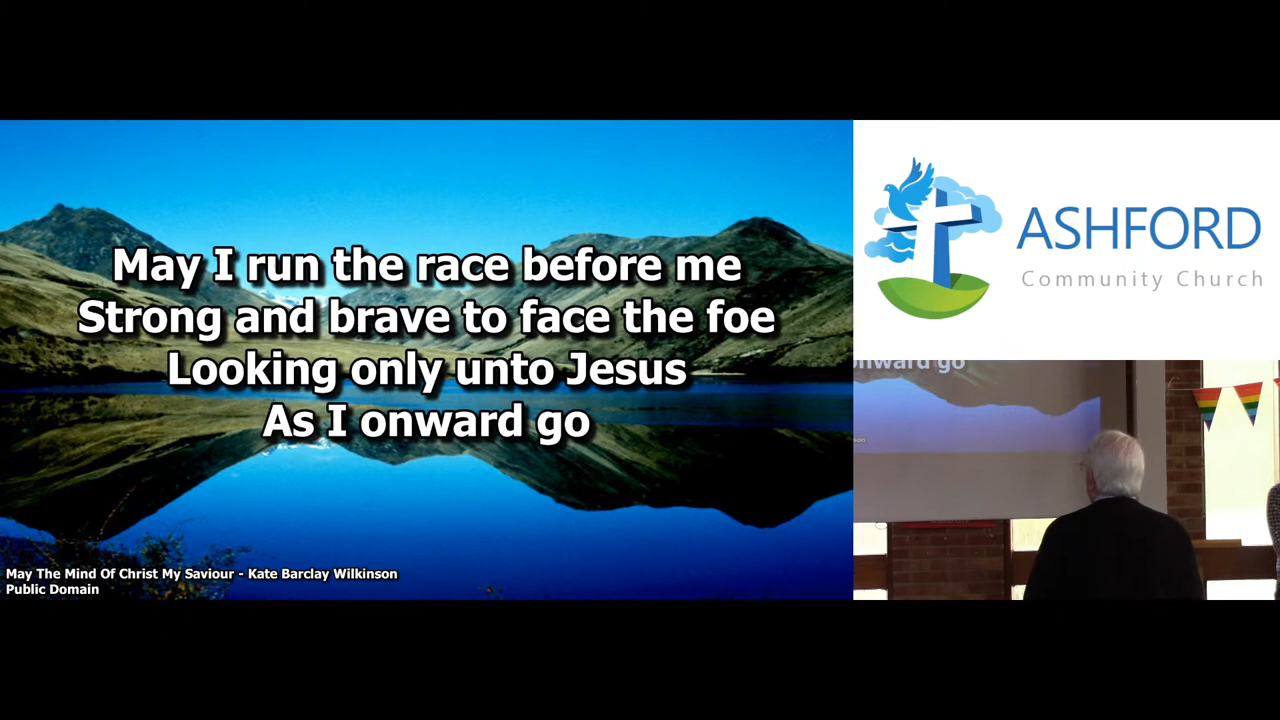 May I run the race before me
Strong and brave to face the foe
Looking only unto Jesus
As I onward go
May The Mind Of Christ My Saviour - Kate Barclay Wilkinson
Public Domain
ASHFORD
Community Church
onward go